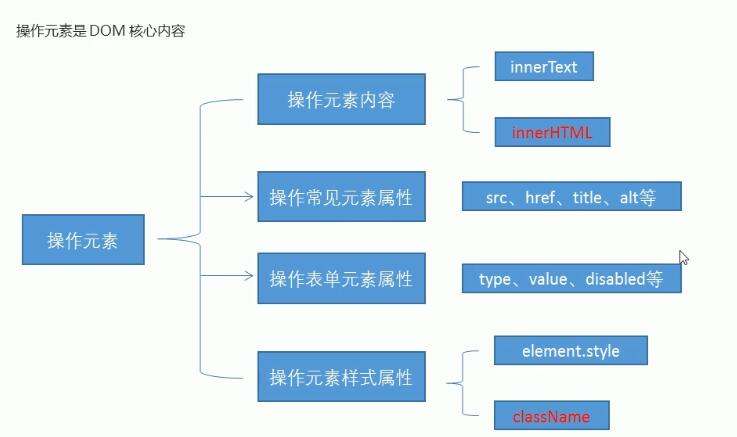 操作元素是 DOM 核心内容
操作元素
操作元素内容
innerText
innerHTML
操作常见元素属性
src、href、title、alt等
操作表单元素属性
type、value、disabled等
操作元素样式属性
element.style
className